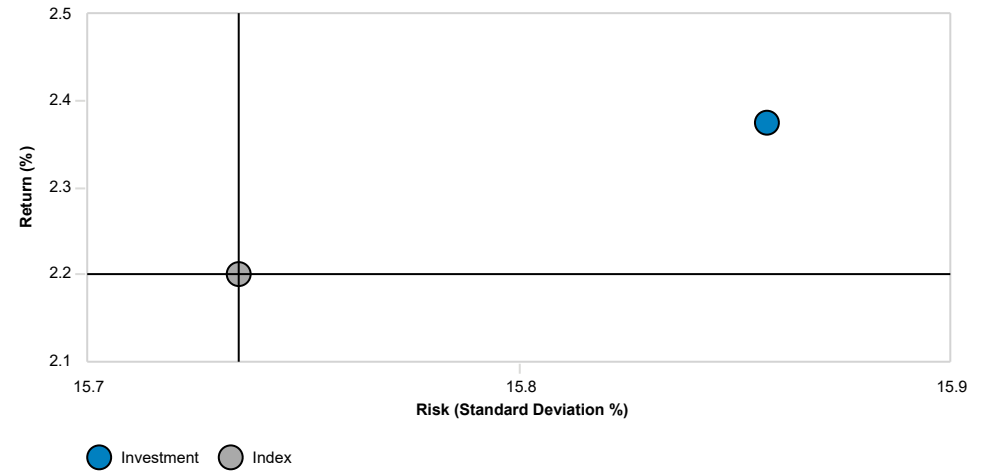 2.5
2.4
2.3
2.2
2.1
Return (%)
15.7 15.8 15.9
Risk (Standard Deviation %)
Investment Index